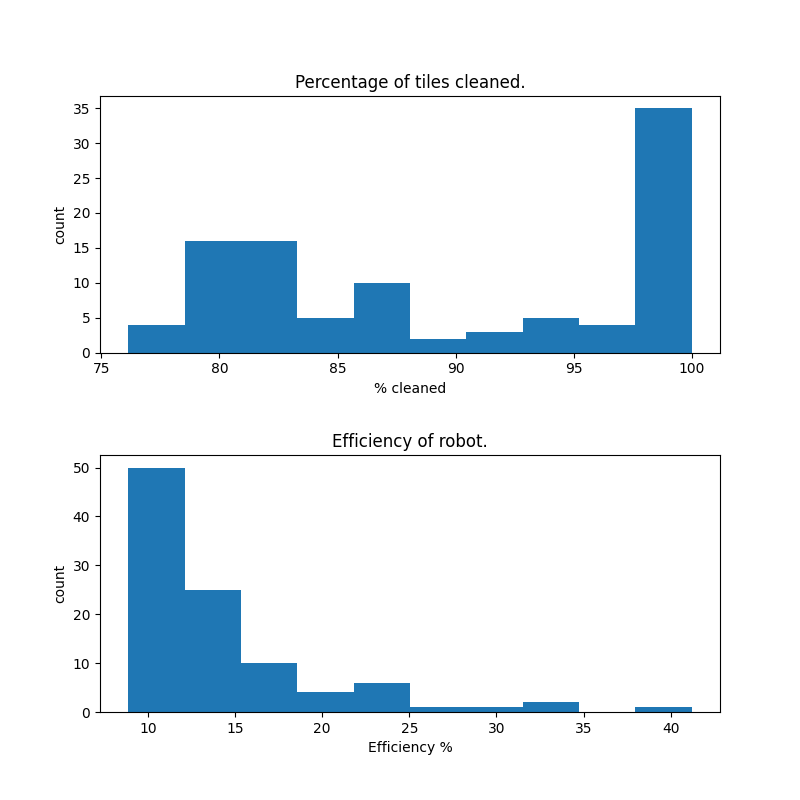 Percentage of tiles cleaned.
35
30
25
20
15
10
5
0
count
75 80 85 90 95 100
% cleaned
Efficiency of robot.
50
40
30
20
10
0
count
10 15 20 25 30 35 40
Efficiency %